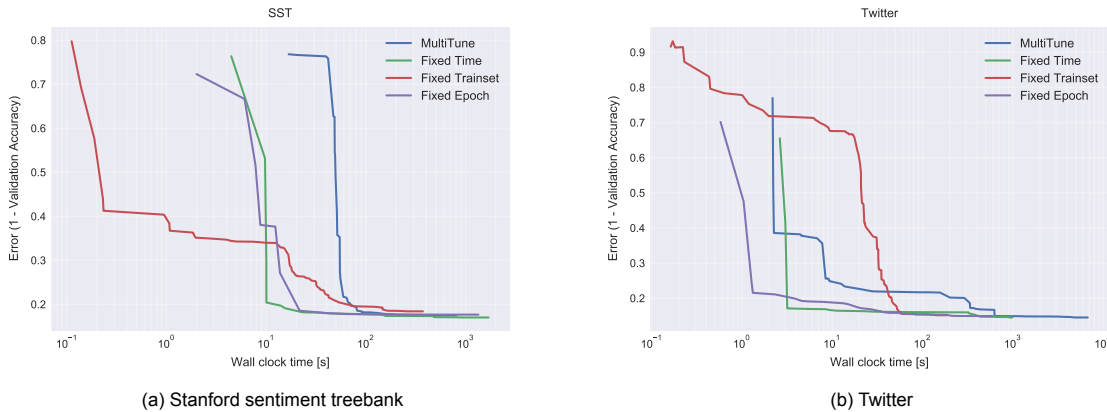 SST
Error (1 - Validation Accuracy)
0.8
0.7
0.6
0.5
0.4
0.3
0.2
MultiTune
Fixed Time
Fixed Trainset
Fixed Epoch
10⁻¹ 10⁰ 10¹ 10² 10³
Wall clock time [s]
(a) Stanford sentiment treebank
Twitter
Error (1 - Validation Accuracy)
0.9
0.8
0.7
0.6
0.5
0.4
0.3
0.2
MultiTune
Fixed Time
Fixed Trainset
Fixed Epoch
10⁻¹ 10⁰ 10¹ 10² 10³ 10
Wall clock time [s]
(b) Twitter